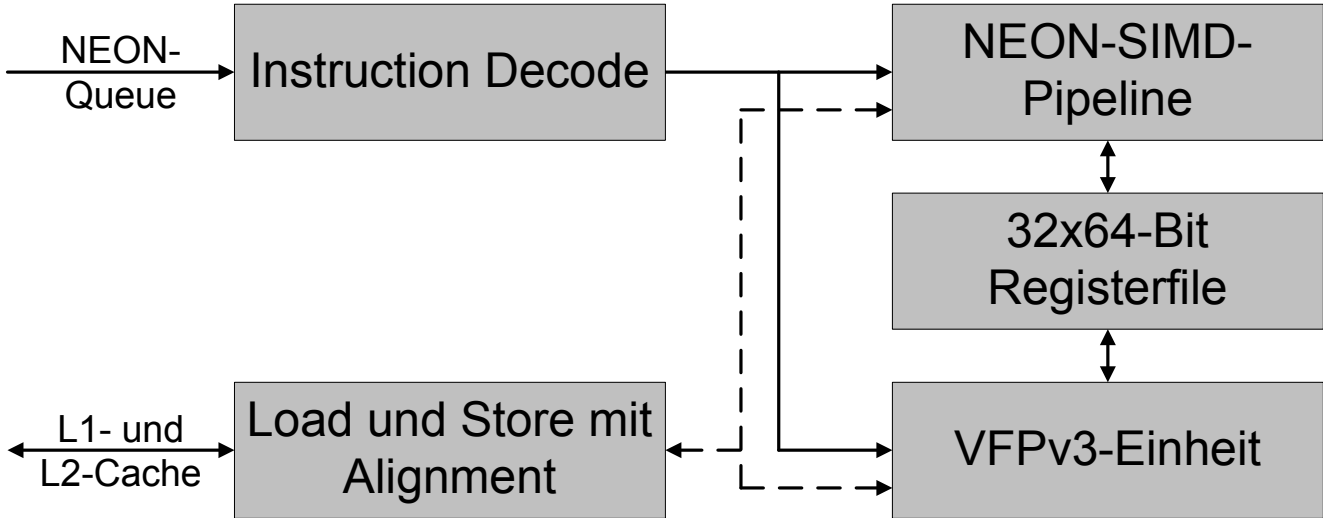 NEON-
Queue
Instruction Decode
NEON-SIMD-
Pipeline
32x64-Bit
Registerfile
L1- und
L2-Cache
Load und Store mit
Alignment
VFPv3-Einheit